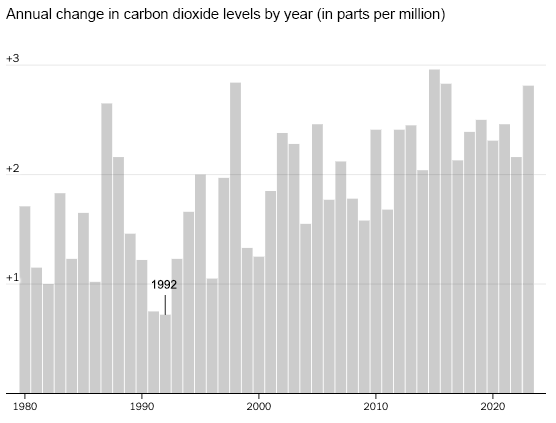 Annual change in carbon dioxide levels by year (in parts per million)
+3
+2
+1
1992
1980 1990 2000 2010 2020